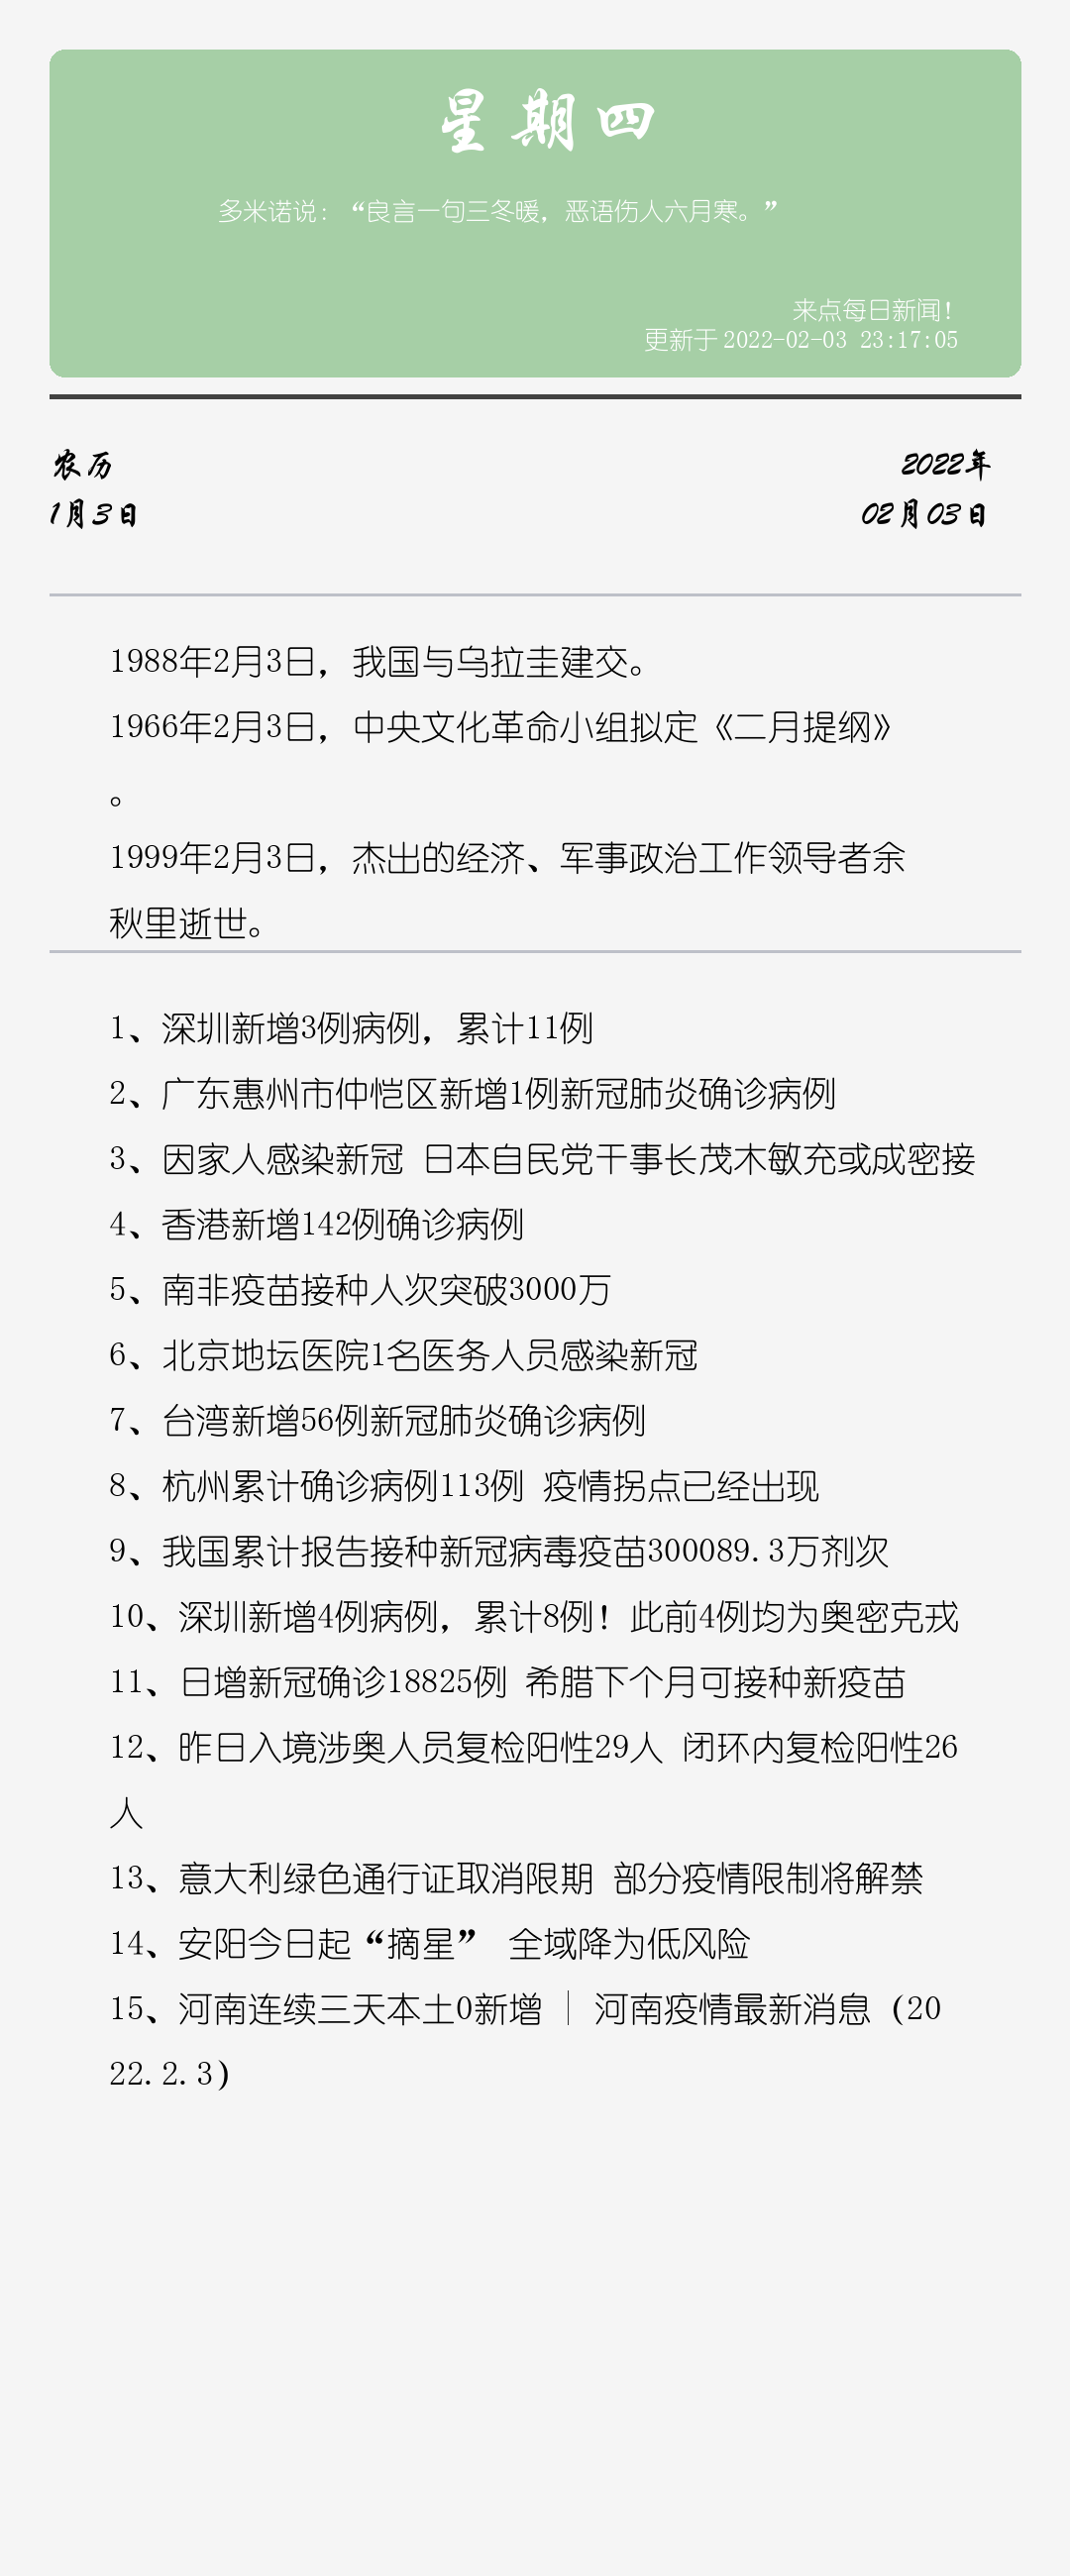 星期四
多米诺说：“良言一句三冬暖，恶语伤人六月寒。”
来点每日新闻！
更新于 2022-02-03 23:17:05
农历
2022年
1月3日
02月03日
1988年2月3日，我国与乌拉圭建交。
1966年2月3日，中央文化革命小组拟定《二月提纲》
。
1999年2月3日，杰出的经济、军事政治工作领导者余
秋里逝世。
1、深圳新增3例病例，累计11例
2、广东惠州市仲恺区新增1例新冠肺炎确诊病例
3、因家人感染新冠 日本自民党干事长茂木敏充或成密接
4、香港新增142例确诊病例
5、南非疫苗接种人次突破3000万
6、北京地坛医院1名医务人员感染新冠
7、台湾新增56例新冠肺炎确诊病例
8、杭州累计确诊病例113例 疫情拐点已经出现
9、我国累计报告接种新冠病毒疫苗300089.3万剂次
10、深圳新增4例病例，累计8例！此前4例均为奥密克戎
11、日增新冠确诊18825例 希腊下个月可接种新疫苗
12、昨日入境涉奥人员复检阳性29人 闭环内复检阳性26
人
13、意大利绿色通行证取消限期 部分疫情限制将解禁
14、安阳今日起“摘星” 全域降为低风险
15、河南连续三天本土0新增 | 河南疫情最新消息（20
22.2.3）